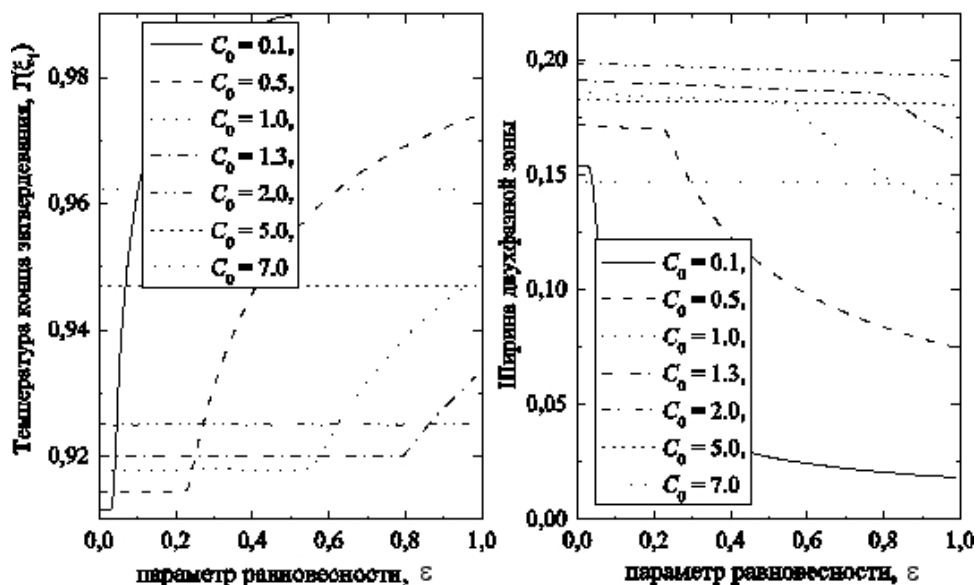 Температура конца затвердевания, T(ξ₁)
0,98
0,96
0,94
0,92
C₀ = 0.1,
C₀ = 0.5,
C₀ = 1.0,
C₀ = 1.3,
C₀ = 2.0,
C₀ = 5.0,
C₀ = 7.0
0,0 0,2 0,4 0,6 0,8 1,0
параметр равновесности, ε
Ширина двухфазной зоны
0,20
0,15
0,10
0,05
0,00
C₀ = 0.1,
C₀ = 0.5,
C₀ = 1.0,
C₀ = 1.3,
C₀ = 2.0,
C₀ = 5.0,
C₀ = 7.0
0,0 0,2 0,4 0,6 0,8 1,0
параметр равновесности, ε